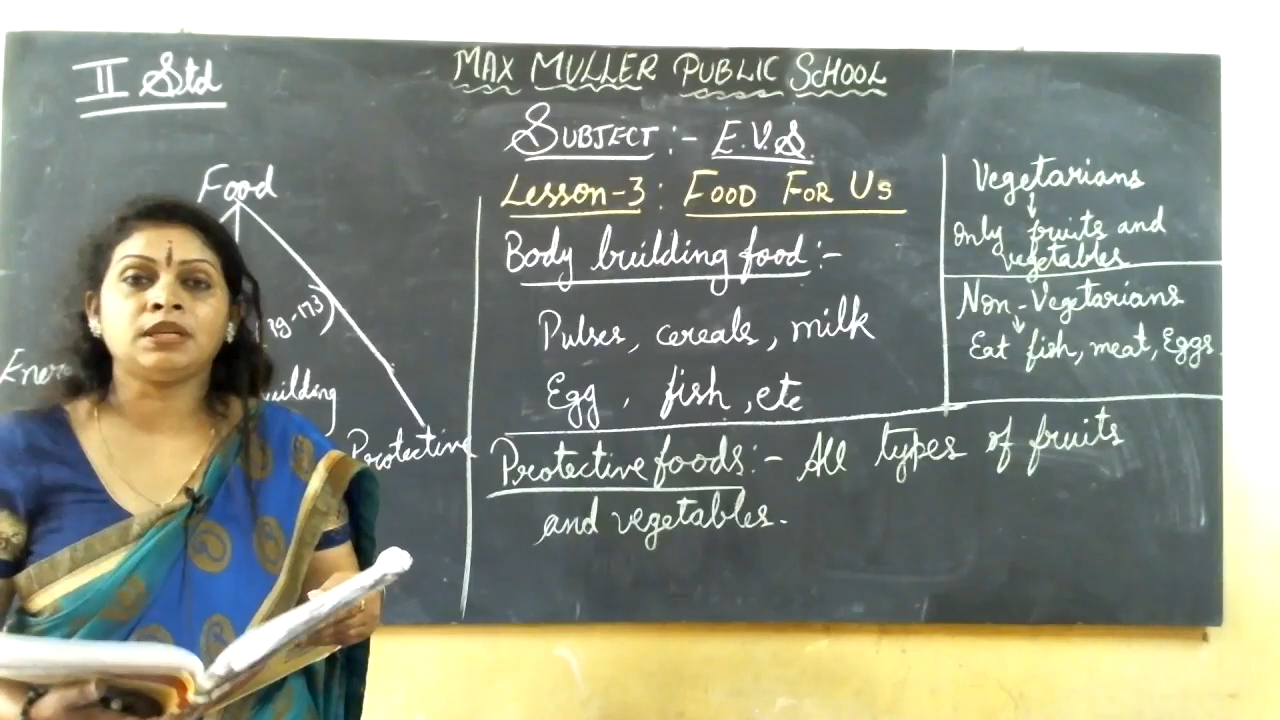 II Std
MAX MULLER PUBLIC SCHOOL
SUBJECT :- E.V.S.
Lesson-3 : FOOD FOR US
Food
Energ
uilding
Protective
Body building food :-
Pulses, cereals, milk
Egg , fish , etc
Protective foods :- All types of fruits
and vegetables.
Vegetarians
↓
only fruits and
vegetables
Non-Vegetarians
↓
Eat fish, meat, Eggs.